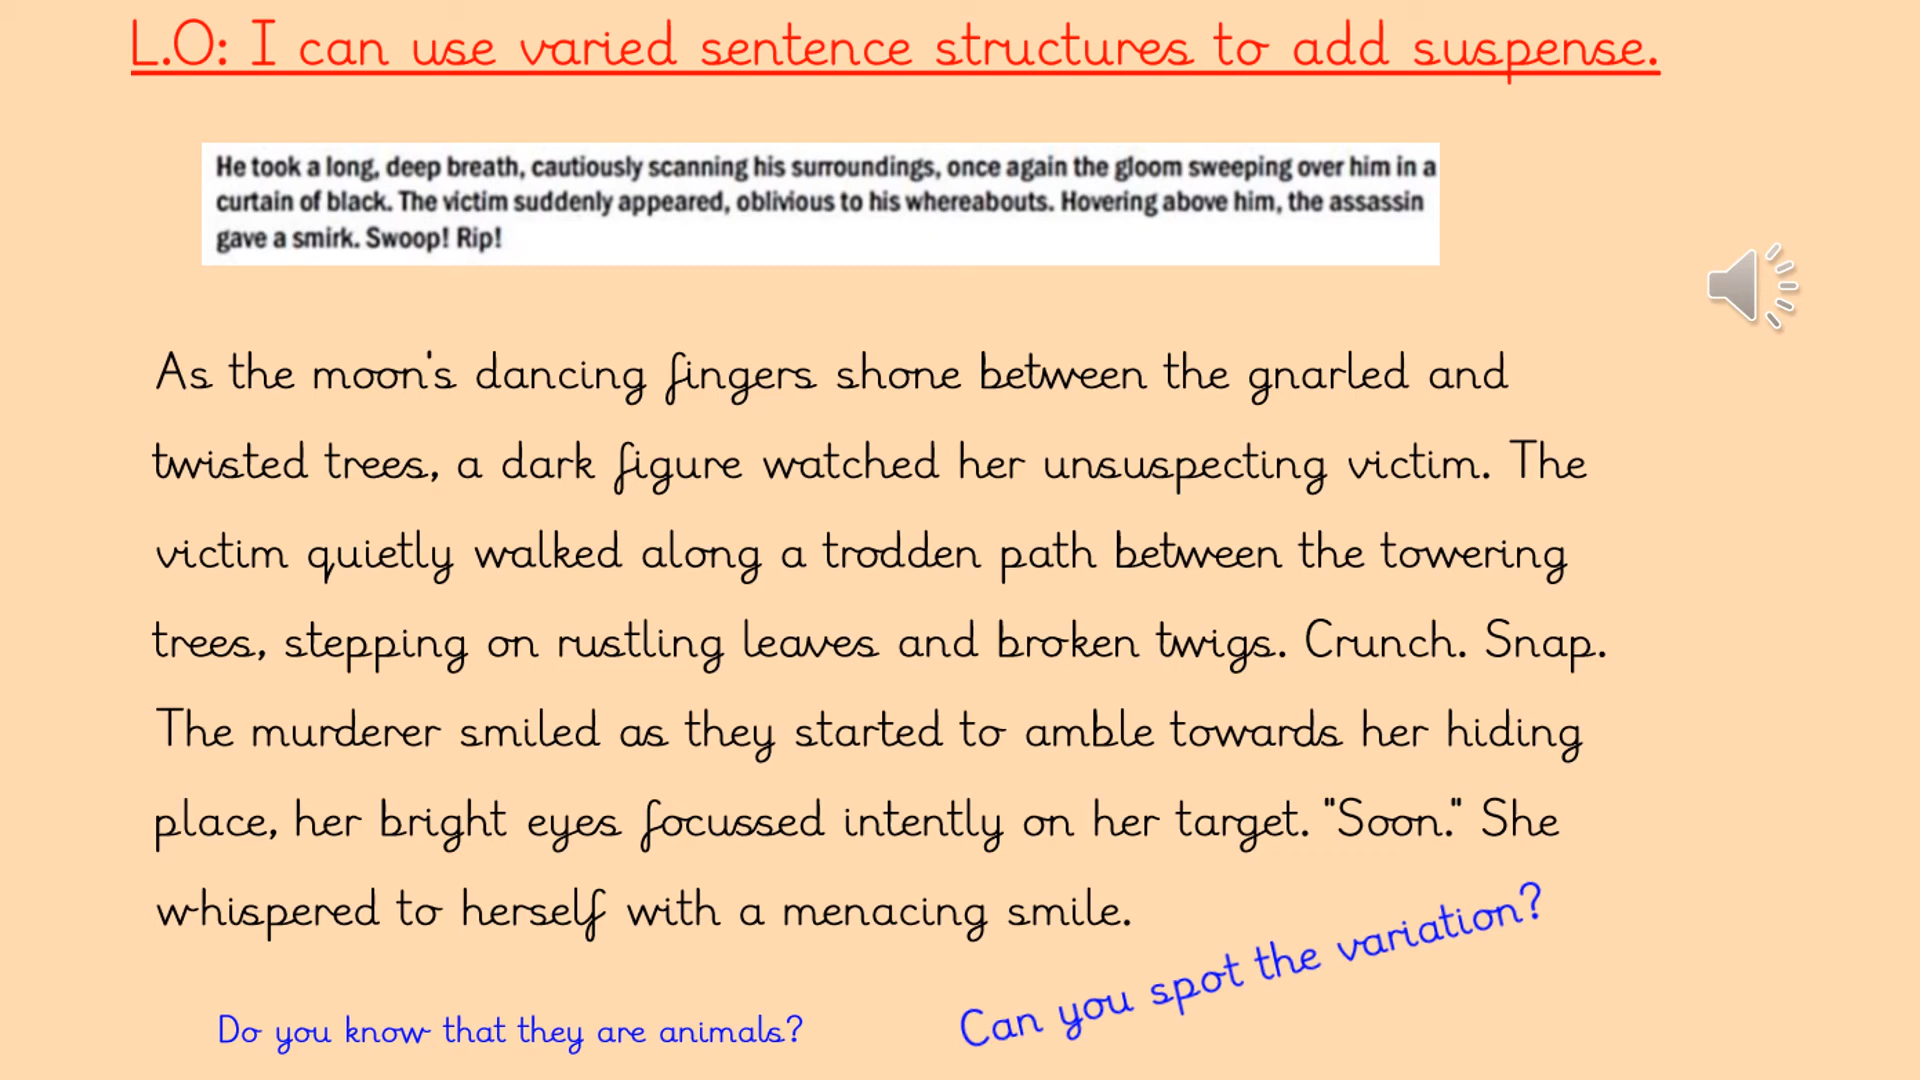 L.O: I can use varied sentence structures to add suspense.
He took a long, deep breath, cautiously scanning his surroundings, once again the gloom sweeping over him in a
curtain of black. The victim suddenly appeared, oblivious to his whereabouts. Hovering above him, the assassin
gave a smirk. Swoop! Rip!
As the moon's dancing fingers shone between the gnarled and
twisted trees, a dark figure watched her unsuspecting victim. The
victim quietly walked along a trodden path between the towering
trees, stepping on rustling leaves and broken twigs. Crunch. Snap.
The murderer smiled as they started to amble towards her hiding
place, her bright eyes focussed intently on her target. "Soon." She
whispered to herself with a menacing smile.
Can you spot the variation?
Do you know that they are animals?